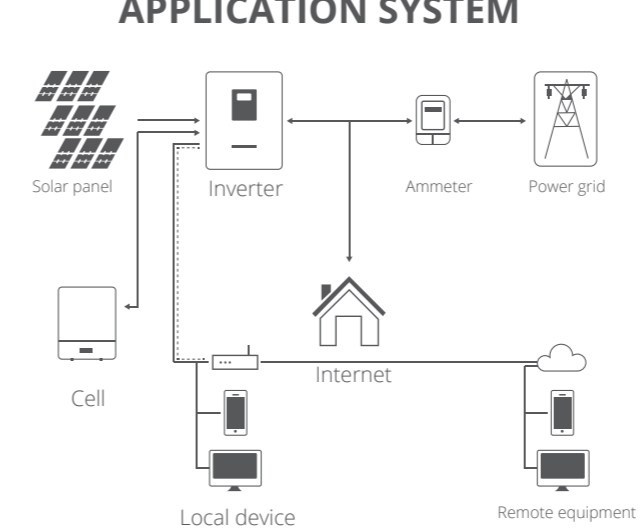 APPLICATION SYSTEM
Solar panel
Inverter
Ammeter
Power grid
Internet
Cell
Local device
Remote equipment